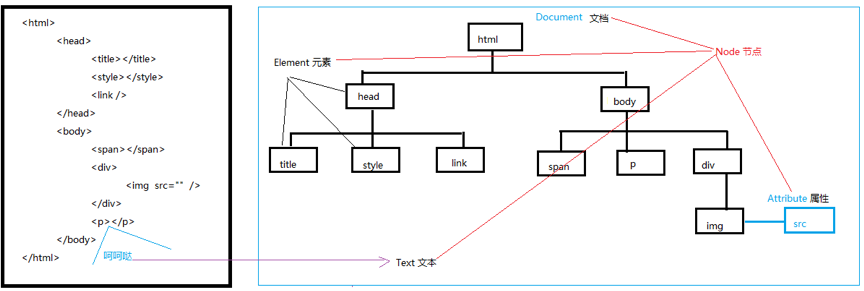 <html>
<head>
<title></title>
<style></style>
<link />
</head>
<body>
<span></span>
<div>
<img src="" />
</div>
<p></p>
</body>
</html>
呵呵哒
Document 文档
html
Node 节点
Element 元素
head
body
title
style
link
span
p
div
Attribute 属性
img
src
Text 文本